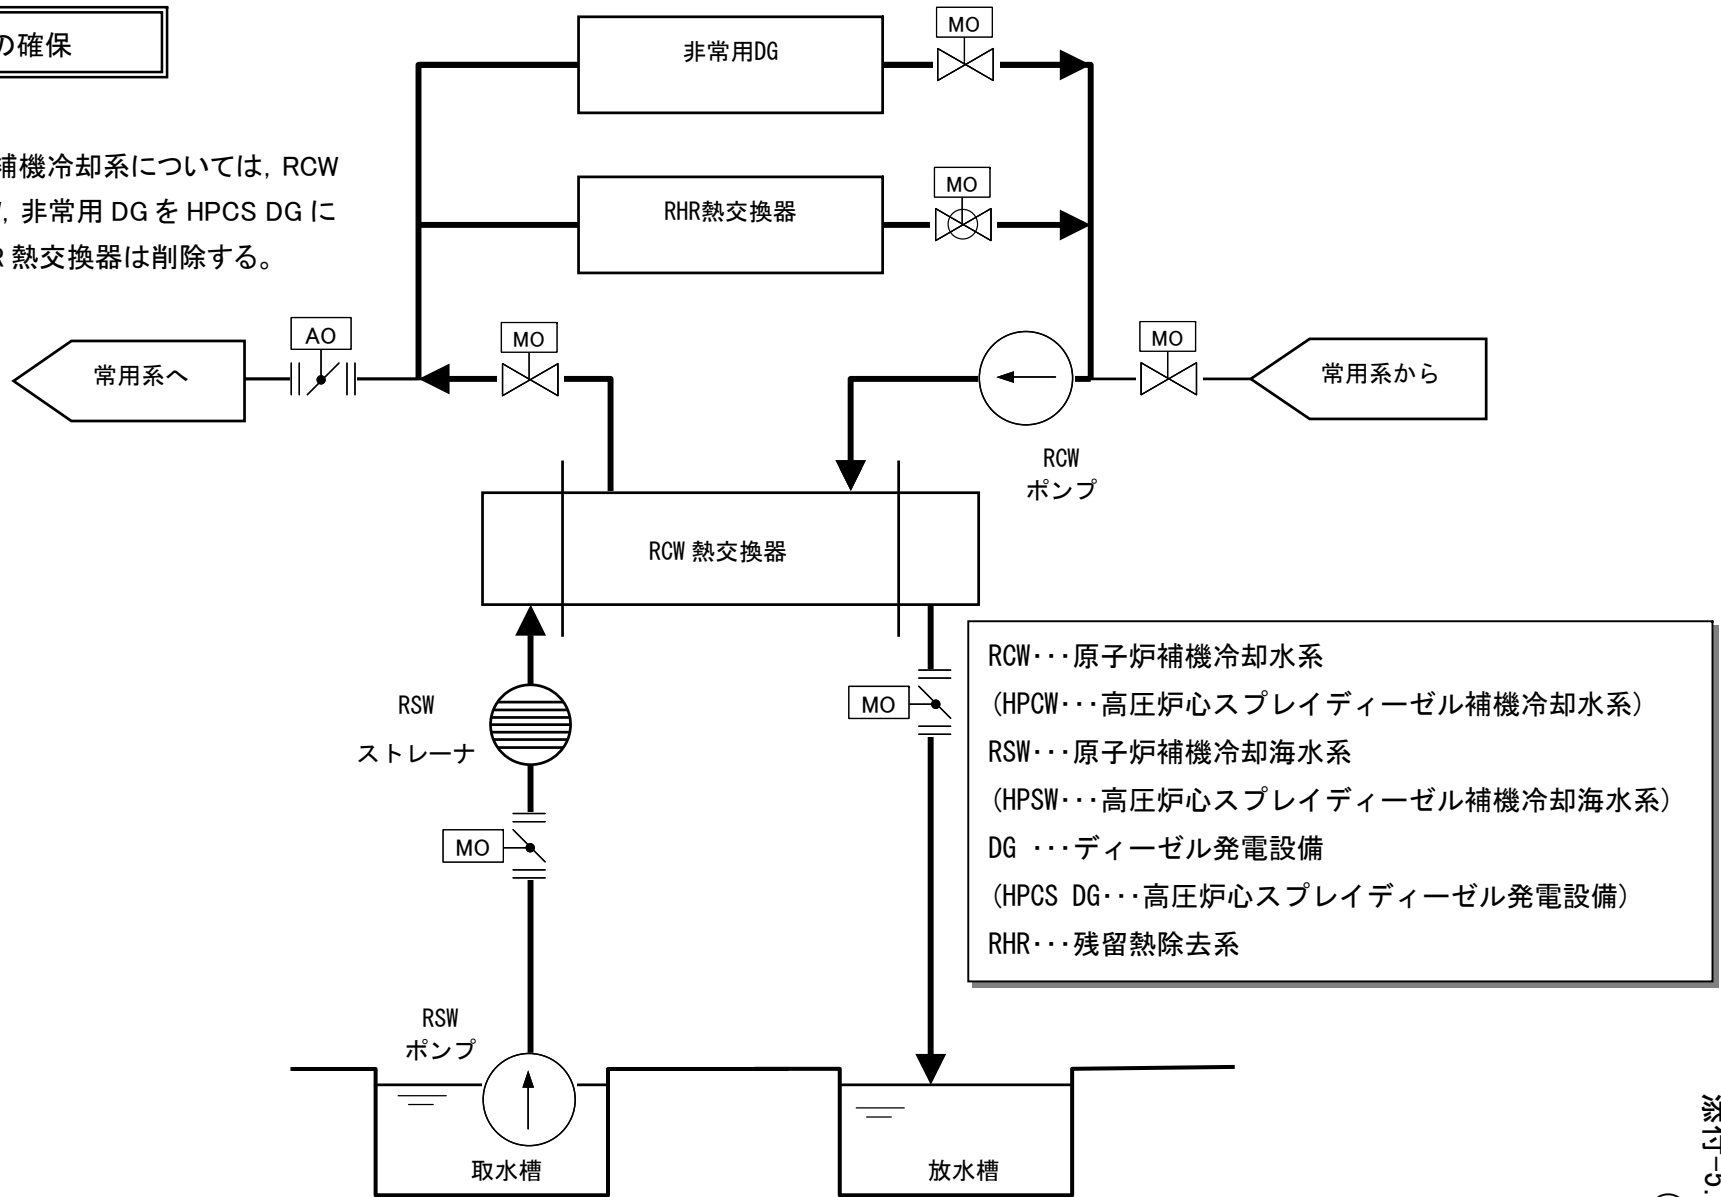 の確保
補機冷却系については, RCW
, 非常用 DG を HPCS DG に
熱交換器は削除する。
MO
非常用DG
MO
RHR熱交換器
AO
MO
MO
常用系へ
常用系から
RCW
ポンプ
RCW 熱交換器
RCW･･･原子炉補機冷却水系
(HPCW･･･高圧炉心スプレイディーゼル補機冷却水系)
RSW･･･原子炉補機冷却海水系
(HPSW･･･高圧炉心スプレイディーゼル補機冷却海水系)
DG ･･･ディーゼル発電設備
(HPCS DG･･･高圧炉心スプレイディーゼル発電設備)
RHR･･･残留熱除去系
RSW
ストレーナ
MO
MO
RSW
ポンプ
取水槽
放水槽
添付-5.